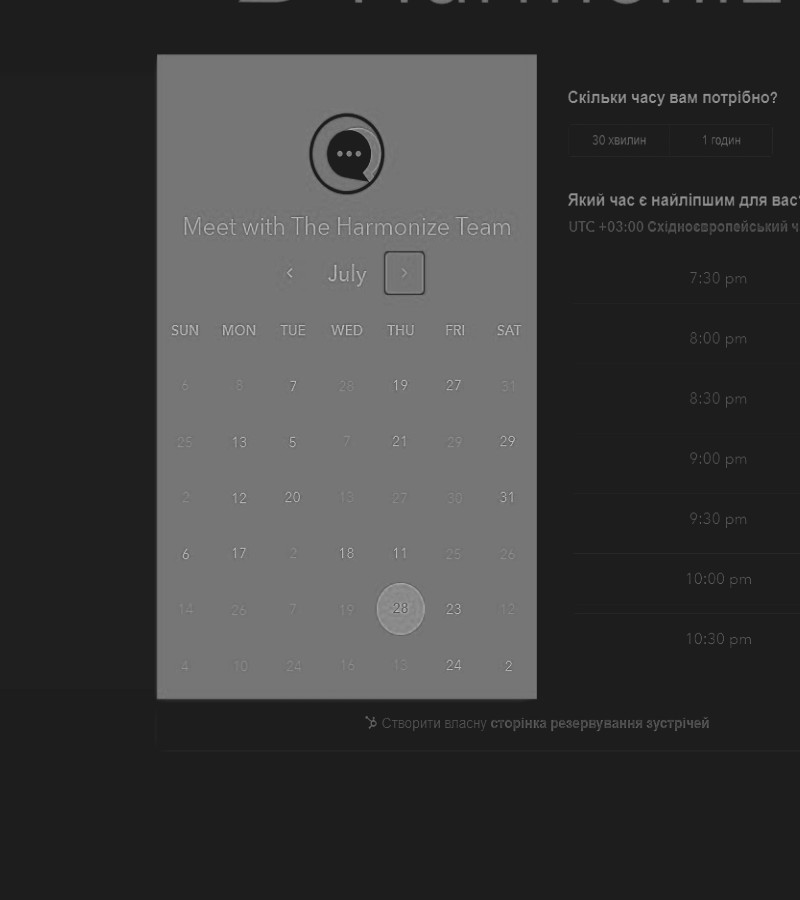 Meet with The Harmonize Team
July
SUN MON TUE WED THU FRI SAT
6 8 7 28 19 27 31
25 13 5 7 21 29 29
2 12 20 13 27 30 31
6 17 2 18 11 25 26
14 26 7 19 28 23 12
4 10 24 16 13 24 2
Скільки часу вам потрібно?
30 хвилин 1 годин
Який час є найліпшим для вас?
UTC +03:00 Східноєвропейський ч
7:30 pm
8:00 pm
8:30 pm
9:00 pm
9:30 pm
10:00 pm
10:30 pm
Створити власну сторінка резервування зустрічей